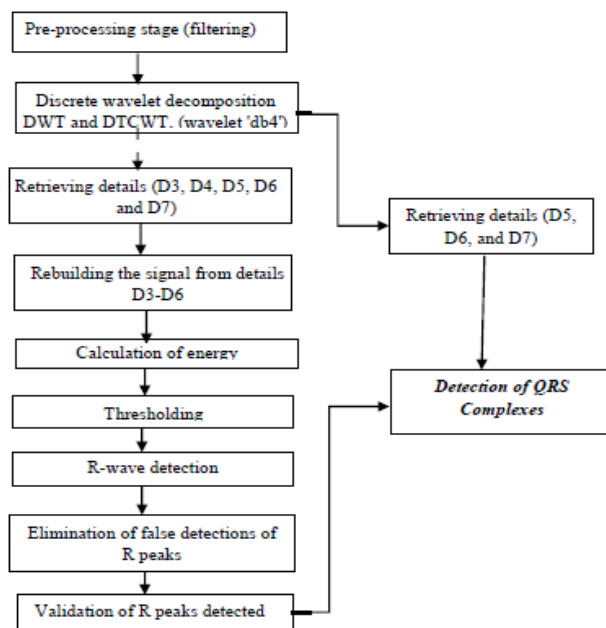 Pre-processing stage (filtering)
Discrete wavelet decomposition
DWT and DTCWT. (wavelet 'db4')
Retrieving details (D3, D4, D5, D6
and D7)
Rebuilding the signal from details
D3-D6
Calculation of energy
Thresholding
R-wave detection
Elimination of false detections of
R peaks
Validation of R peaks detected
Retrieving details (D5,
D6, and D7)
Detection of QRS
Complexes